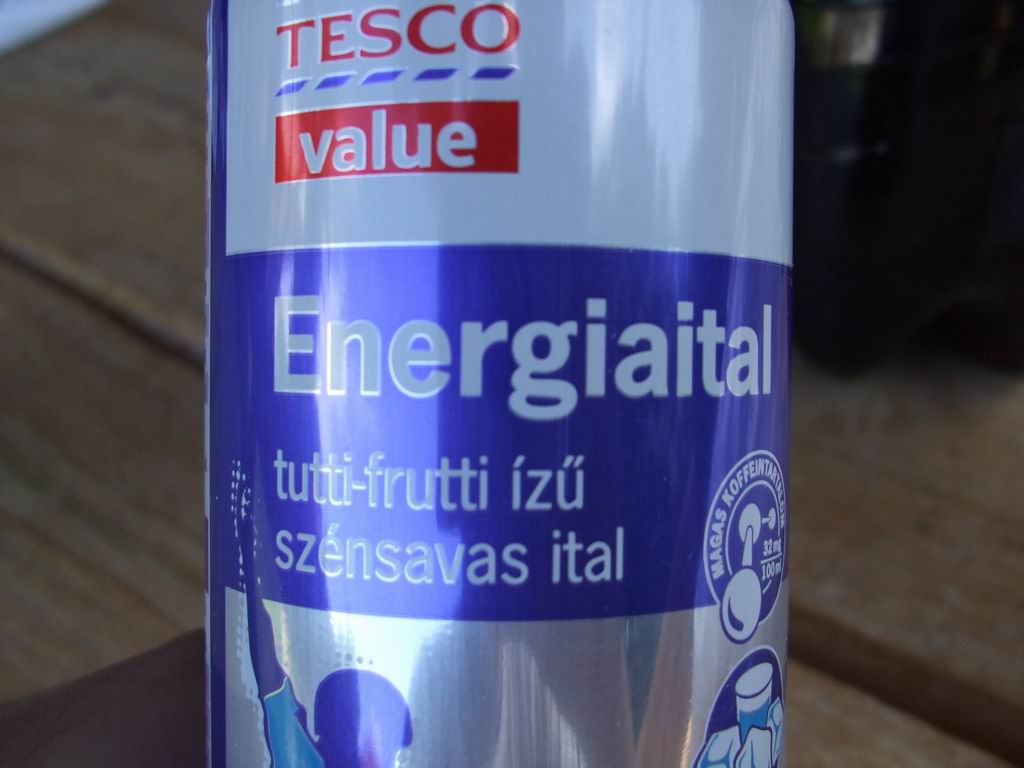 TESCO
value
Energiaital
tutti-frutti ízű
szénsavas ital
MAGAS KOFFEINTARTALOM
32mg
100ml